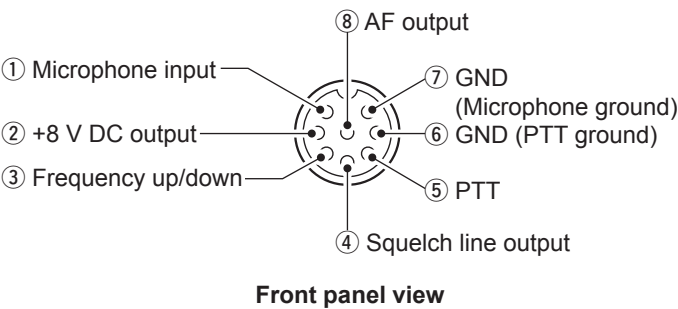 ⑧ AF output
① Microphone input
⑦ GND
(Microphone ground)
② +8 V DC output
⑥ GND (PTT ground)
③ Frequency up/down
⑤ PTT
④ Squelch line output
Front panel view